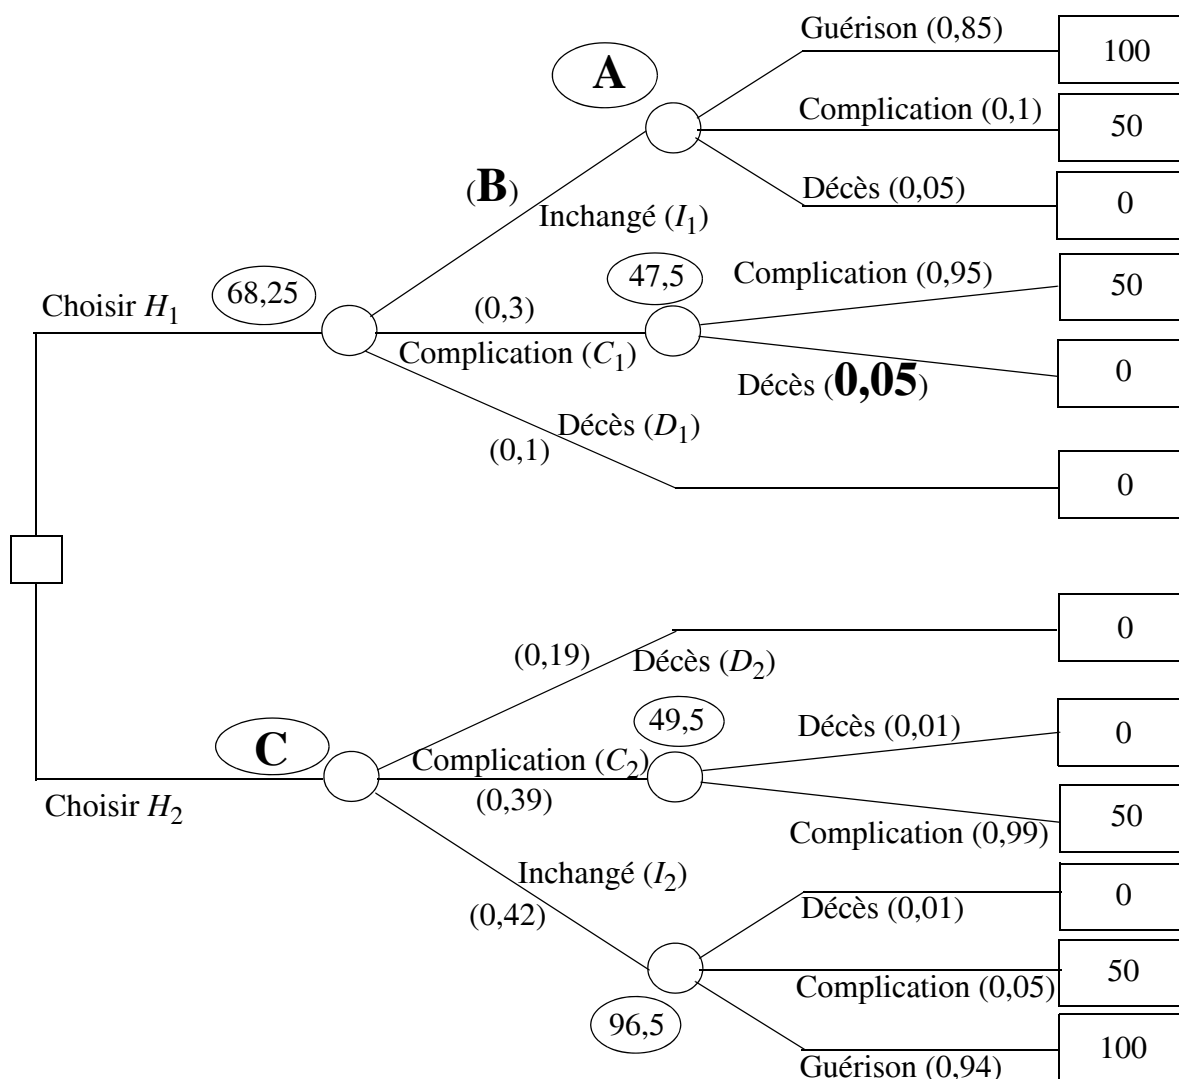 Guérison (0,85)
100
A
Complication (0,1)
50
(B)
Décès (0,05)
0
Inchangé (I1)
68,25
47,5
Complication (0,95)
50
Choisir H1
(0,3)
Complication (C1)
Décès (0,05)
0
Décès (D1)
(0,1)
0
(0,19)
Décès (D2)
0
49,5
Décès (0,01)
0
C
Complication (C2)
Choisir H2
(0,39)
Complication (0,99)
50
Inchangé (I2)
(0,42)
Décès (0,01)
0
Complication (0,05)
50
96,5
Guérison (0,94)
100